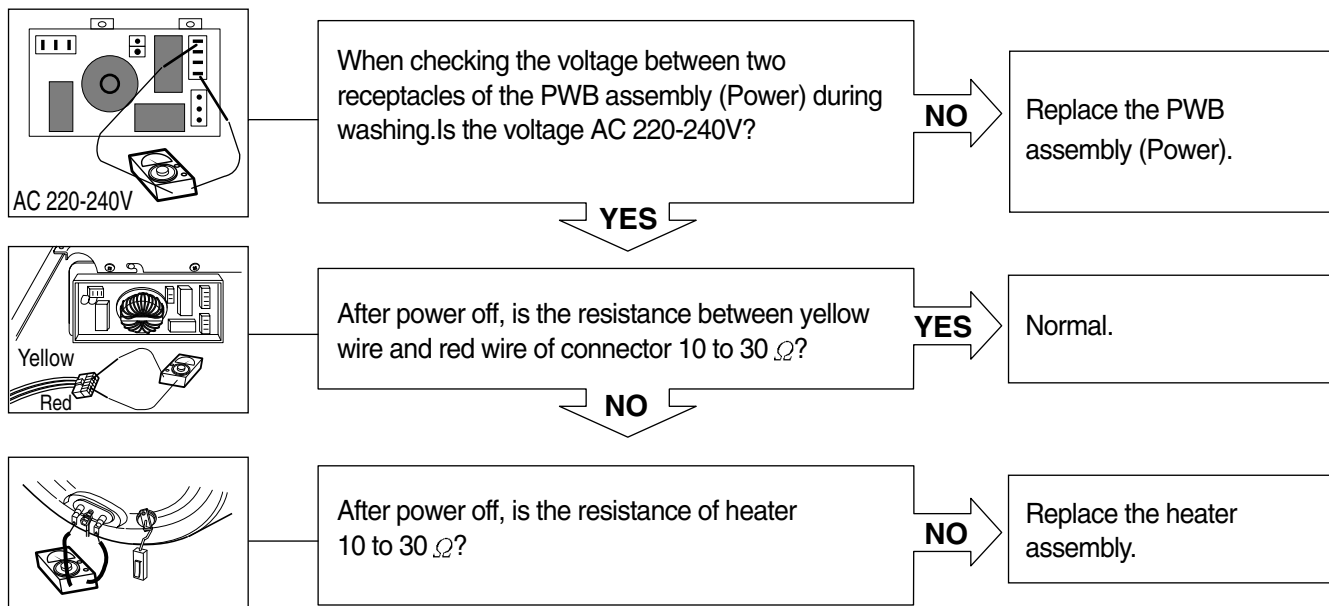 AC 220-240V
When checking the voltage between two
receptacles of the PWB assembly (Power) during
washing.Is the voltage AC 220-240V?
NO
Replace the PWB
assembly (Power).
YES
Yellow
Red
After power off, is the resistance between yellow
wire and red wire of connector 10 to 30 Ω?
YES
Normal.
NO
After power off, is the resistance of heater
10 to 30 Ω?
NO
Replace the heater
assembly.